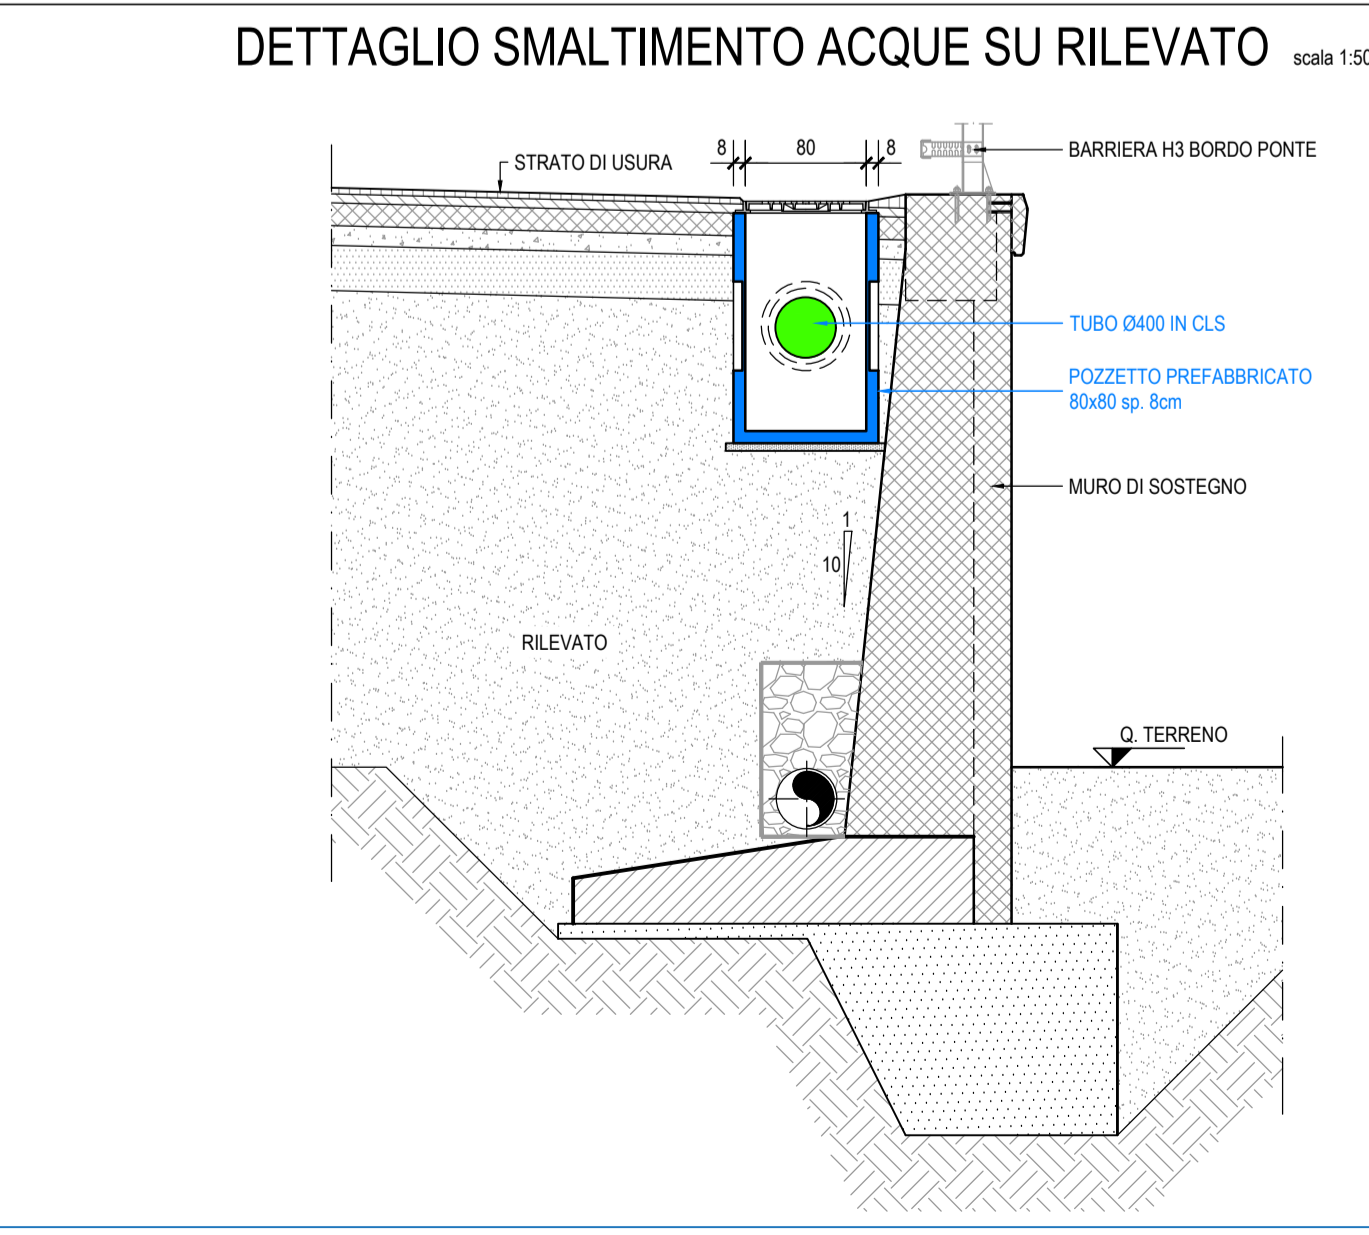 DETTAGLIO SMALTIMENTO ACQUE SU RILEVATO scala 1:50
8 80 8
STRATO DI USURA
BARRIERA H3 BORDO PONTE
TUBO Ø400 IN CLS
POZZETTO PREFABBRICATO
80x80 sp. 8cm
MURO DI SOSTEGNO
1
10
RILEVATO
Q. TERRENO